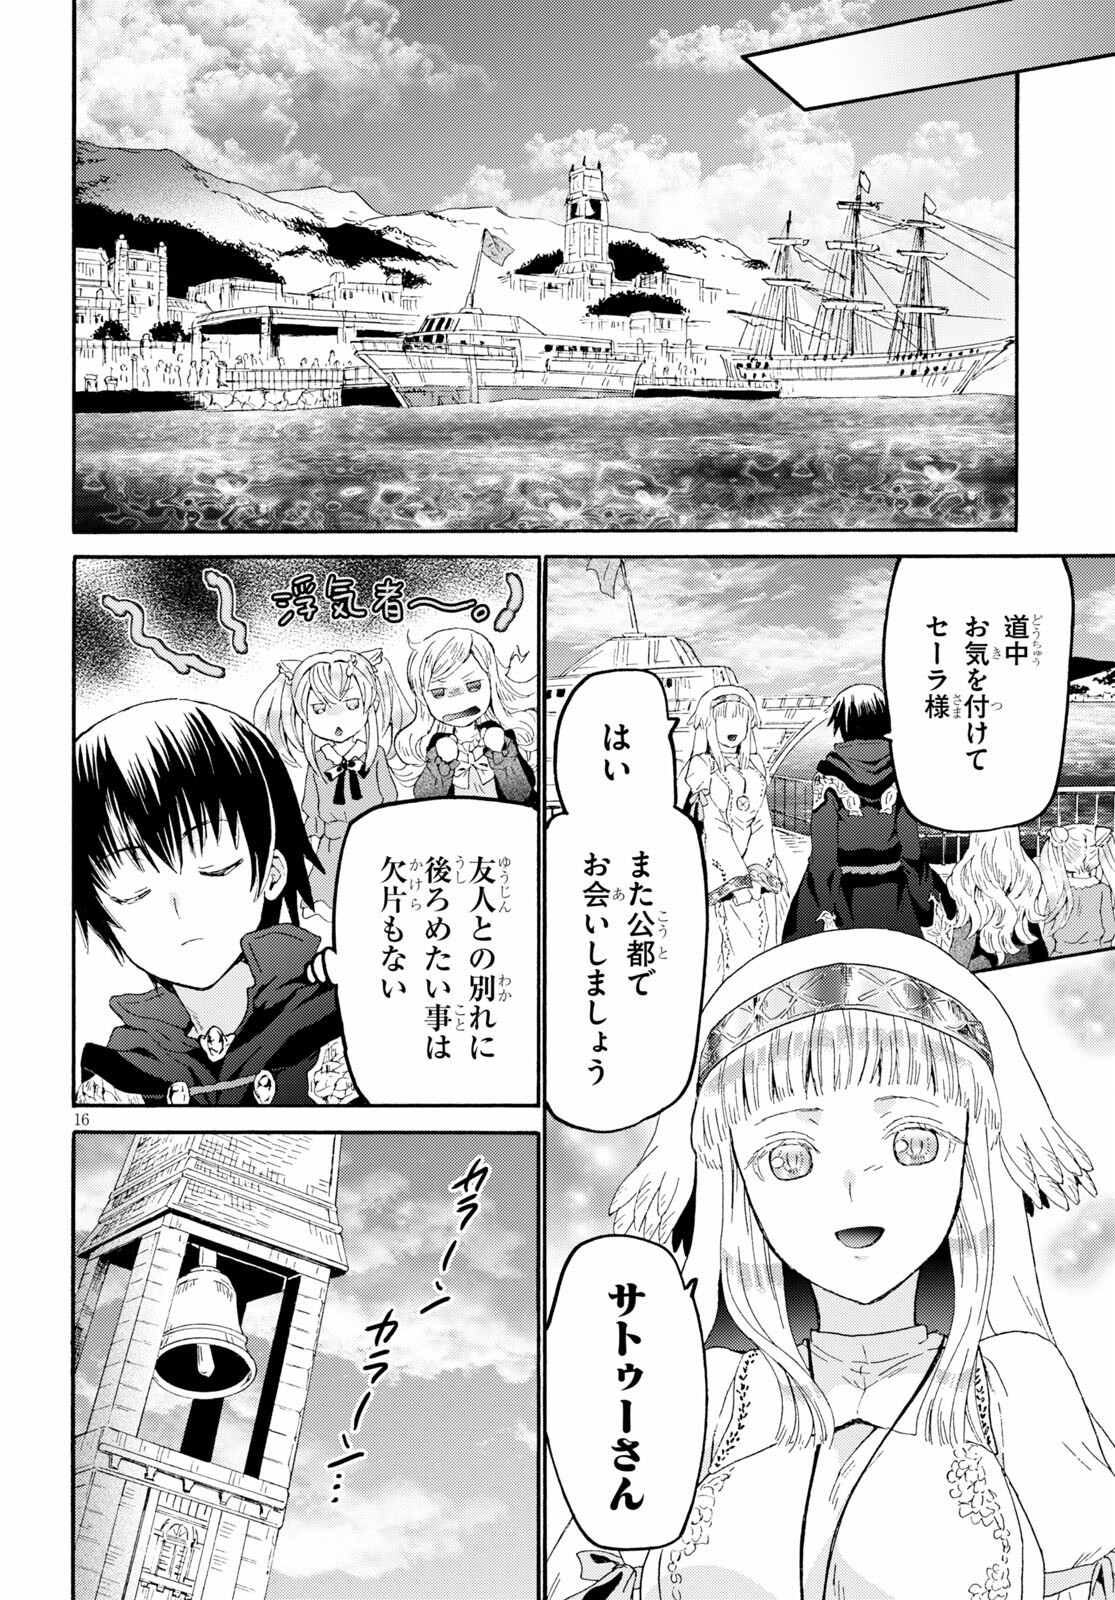 道中
お気を付けて
セーラ様
はい
また公都で
お会いしましょう
サトゥーさん
浮気者〜。
友人との別れに
後ろめたい事は
欠片もない
カラーン
カラーン…
16